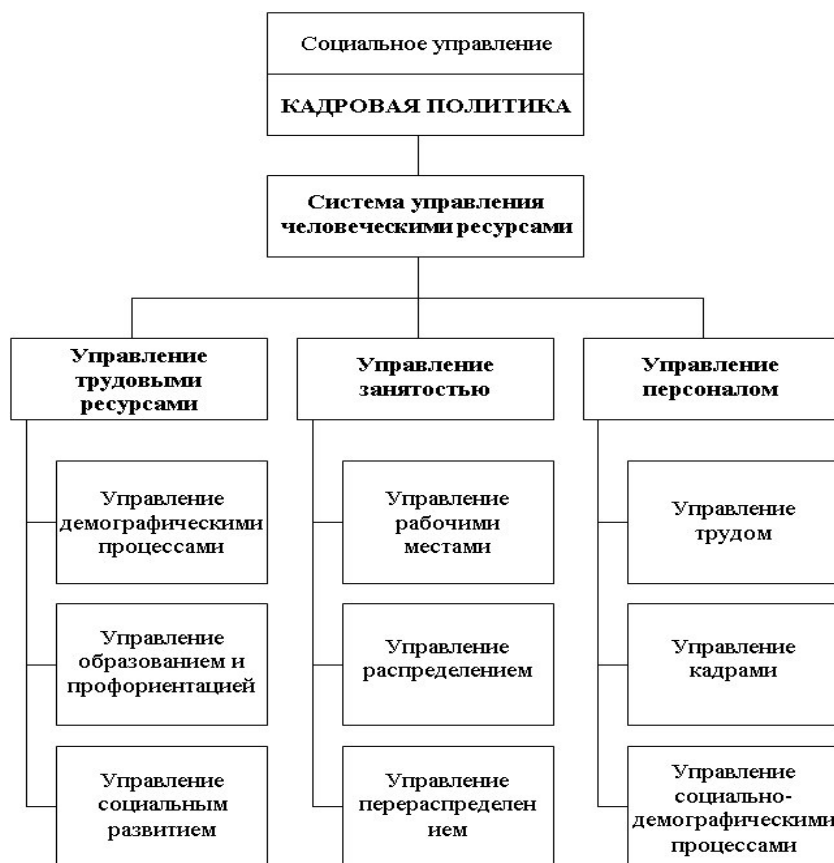 Социальное управление
КАДРОВАЯ ПОЛИТИКА
Система управления
человеческими ресурсами
Управление
трудовыми
ресурсами
Управление
демографическими
процессами
Управление
образованием и
профориентацией
Управление
социальным
развитием
Управление
занятостью
Управление
рабочими
местами
Управление
распределением
Управление
перераспределен
ием
Управление
персоналом
Управление
трудом
Управление
кадрами
Управление
социально-
демографическими
процессами